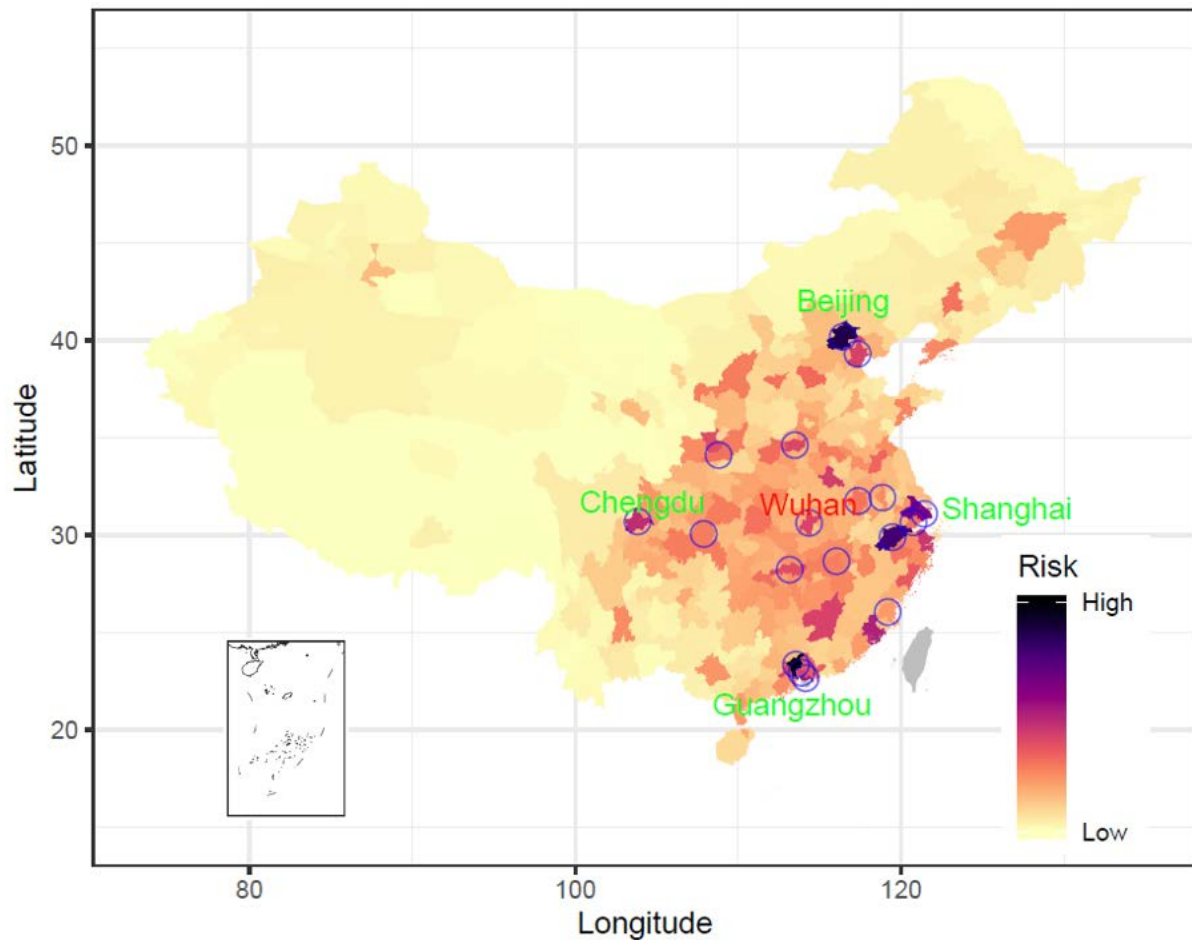 50
Beijing
40
Latitude
Chengdu
Wuhan
Shanghai
30
Risk
High
Guangzhou
20
Low
80
100
120
Longitude